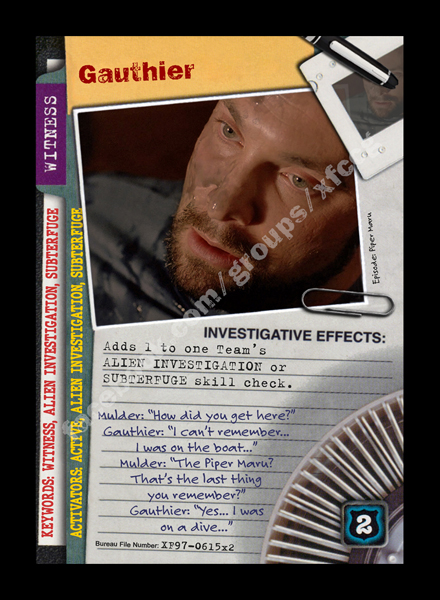 Gauthier
WITNESS
KEYWORDS: WITNESS, ALIEN INVESTIGATION, SUBTERFUGE
ACTIVATORS: ACTIVE, ALIEN INVESTIGATION, SUBTERFUGE
Episode: Piper Maru
INVESTIGATIVE EFFECTS:
Adds 1 to one Team's
ALIEN INVESTIGATION or
SUBTERFUGE skill check.
Mulder: "How did you get here?"
Gauthier: "I can't remember...
I was on the boat..."
Mulder: "The Piper Maru?
That's the last thing
you remember?"
Gauthier: "Yes... I was
on a dive..."
Bureau File Number: XF97-0615x2
2